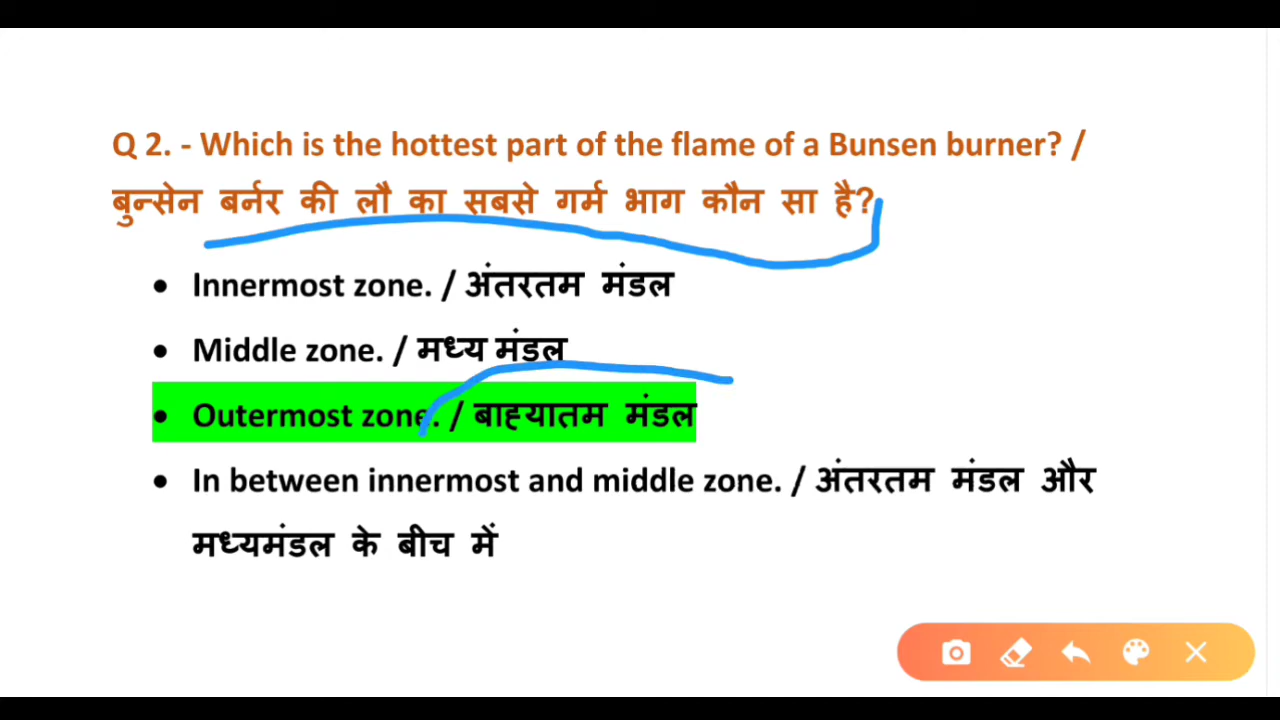 Q 2. - Which is the hottest part of the flame of a Bunsen burner? /
बुन्सेन बर्नर की लौ का सबसे गर्म भाग कौन सा है?
• Innermost zone. / अंतरतम मंडल
• Middle zone. / मध्य मंडल
• Outermost zone. / बाह्यातम मंडल
• In between innermost and middle zone. / अंतरतम मंडल और
मध्यमंडल के बीच में